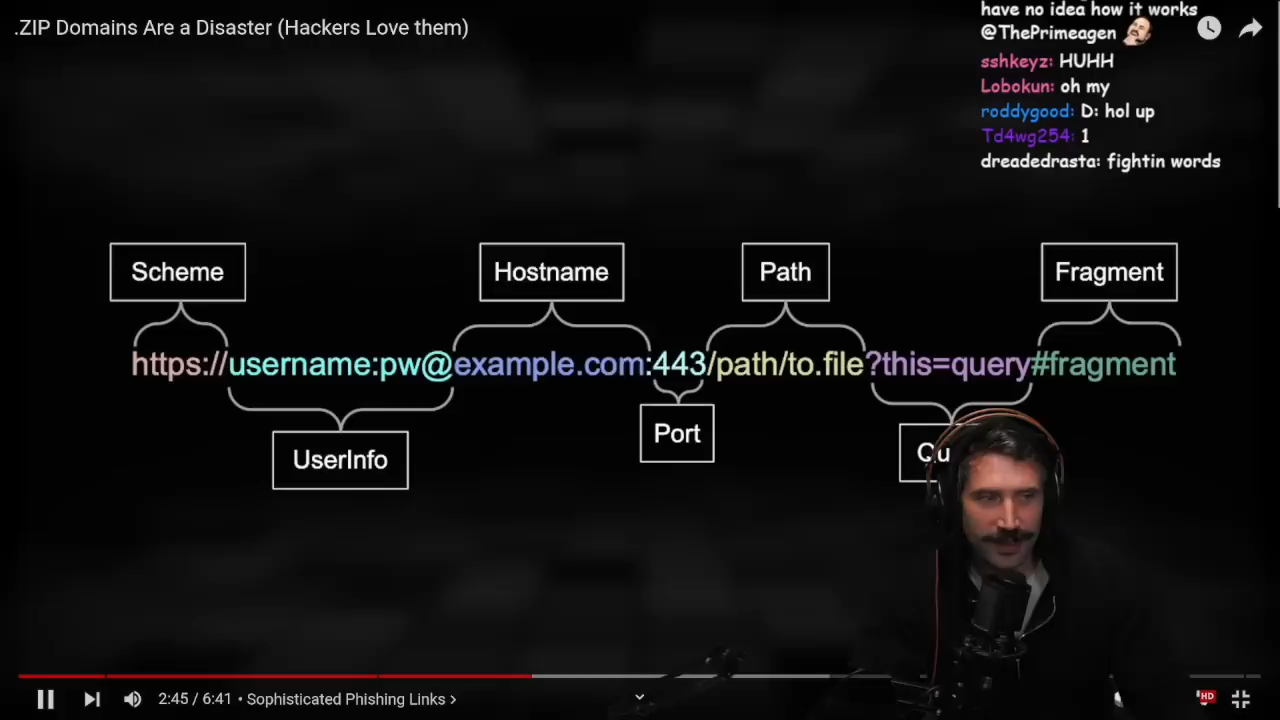 .ZIP Domains Are a Disaster (Hackers Love them)
have no idea how it works
@ThePrimeagen
sshkeyz: HUHH
Lobokun: oh my
roddygood: D: hol up
Td4wg254: 1
dreadedrasta: fightin words
Scheme
Hostname
Path
Fragment
https://username:pw@example.com:443/path/to.file?this=query#fragment
UserInfo
Port
Qu
2:45 / 6:41 • Sophisticated Phishing Links ›
HD